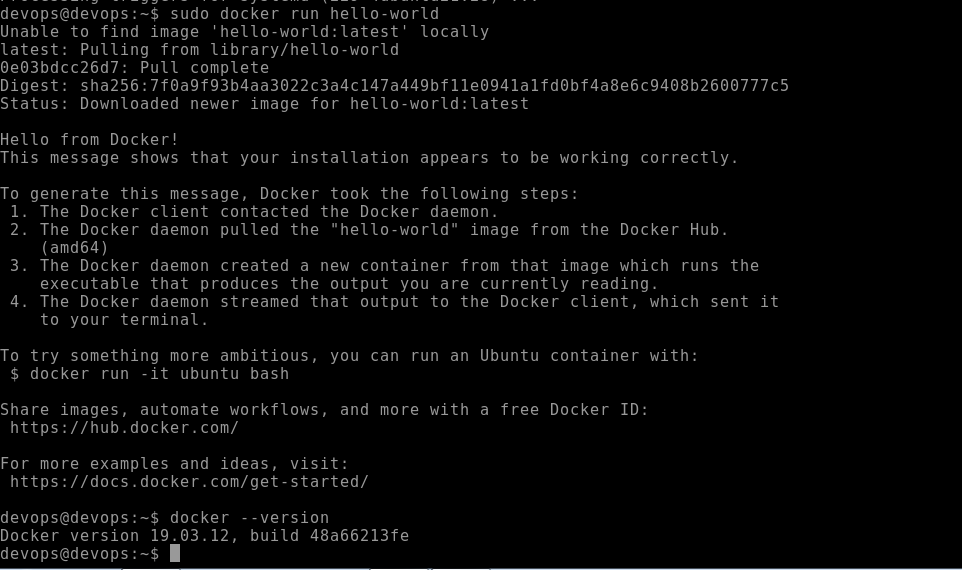 devops@devops:~$ sudo docker run hello-world
Unable to find image 'hello-world:latest' locally
latest: Pulling from library/hello-world
0e03bdcc26d7: Pull complete
Digest: sha256:7f0a9f93b4aa3022c3a4c147a449bf11e0941a1fd0bf4a8e6c9408b2600777c5
Status: Downloaded newer image for hello-world:latest

Hello from Docker!
This message shows that your installation appears to be working correctly.

To generate this message, Docker took the following steps:
 1. The Docker client contacted the Docker daemon.
 2. The Docker daemon pulled the "hello-world" image from the Docker Hub.
    (amd64)
 3. The Docker daemon created a new container from that image which runs the
    executable that produces the output you are currently reading.
 4. The Docker daemon streamed that output to the Docker client, which sent it
    to your terminal.

To try something more ambitious, you can run an Ubuntu container with:
 $ docker run -it ubuntu bash

Share images, automate workflows, and more with a free Docker ID:
 https://hub.docker.com/

For more examples and ideas, visit:
 https://docs.docker.com/get-started/

devops@devops:~$ docker --version
Docker version 19.03.12, build 48a66213fe
devops@devops:~$